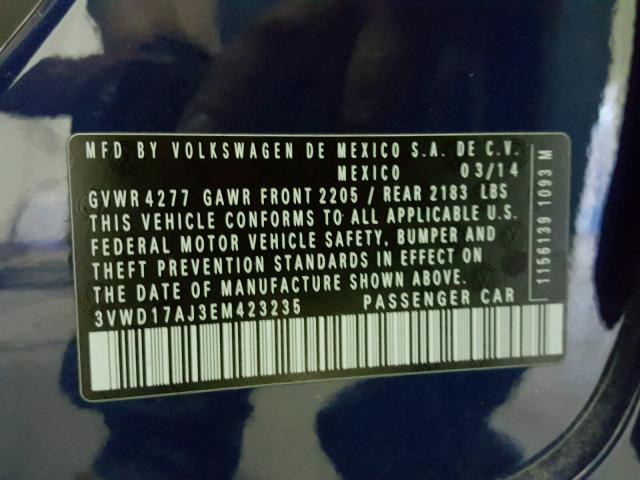 MFD BY VOLKSWAGEN DE MEXICO S.A. DE C.V.
MEXICO 03/14
GVWR 4277 GAWR FRONT 2205 / REAR 2183 LBS
THIS VEHICLE CONFORMS TO ALL APPLICABLE U.S.
FEDERAL MOTOR VEHICLE SAFETY, BUMPER AND
THEFT PREVENTION STANDARDS IN EFFECT ON
THE DATE OF MANUFACTURE SHOWN ABOVE.
3VWD17AJ3EM423235 PASSENGER CAR
1156139 1093 M